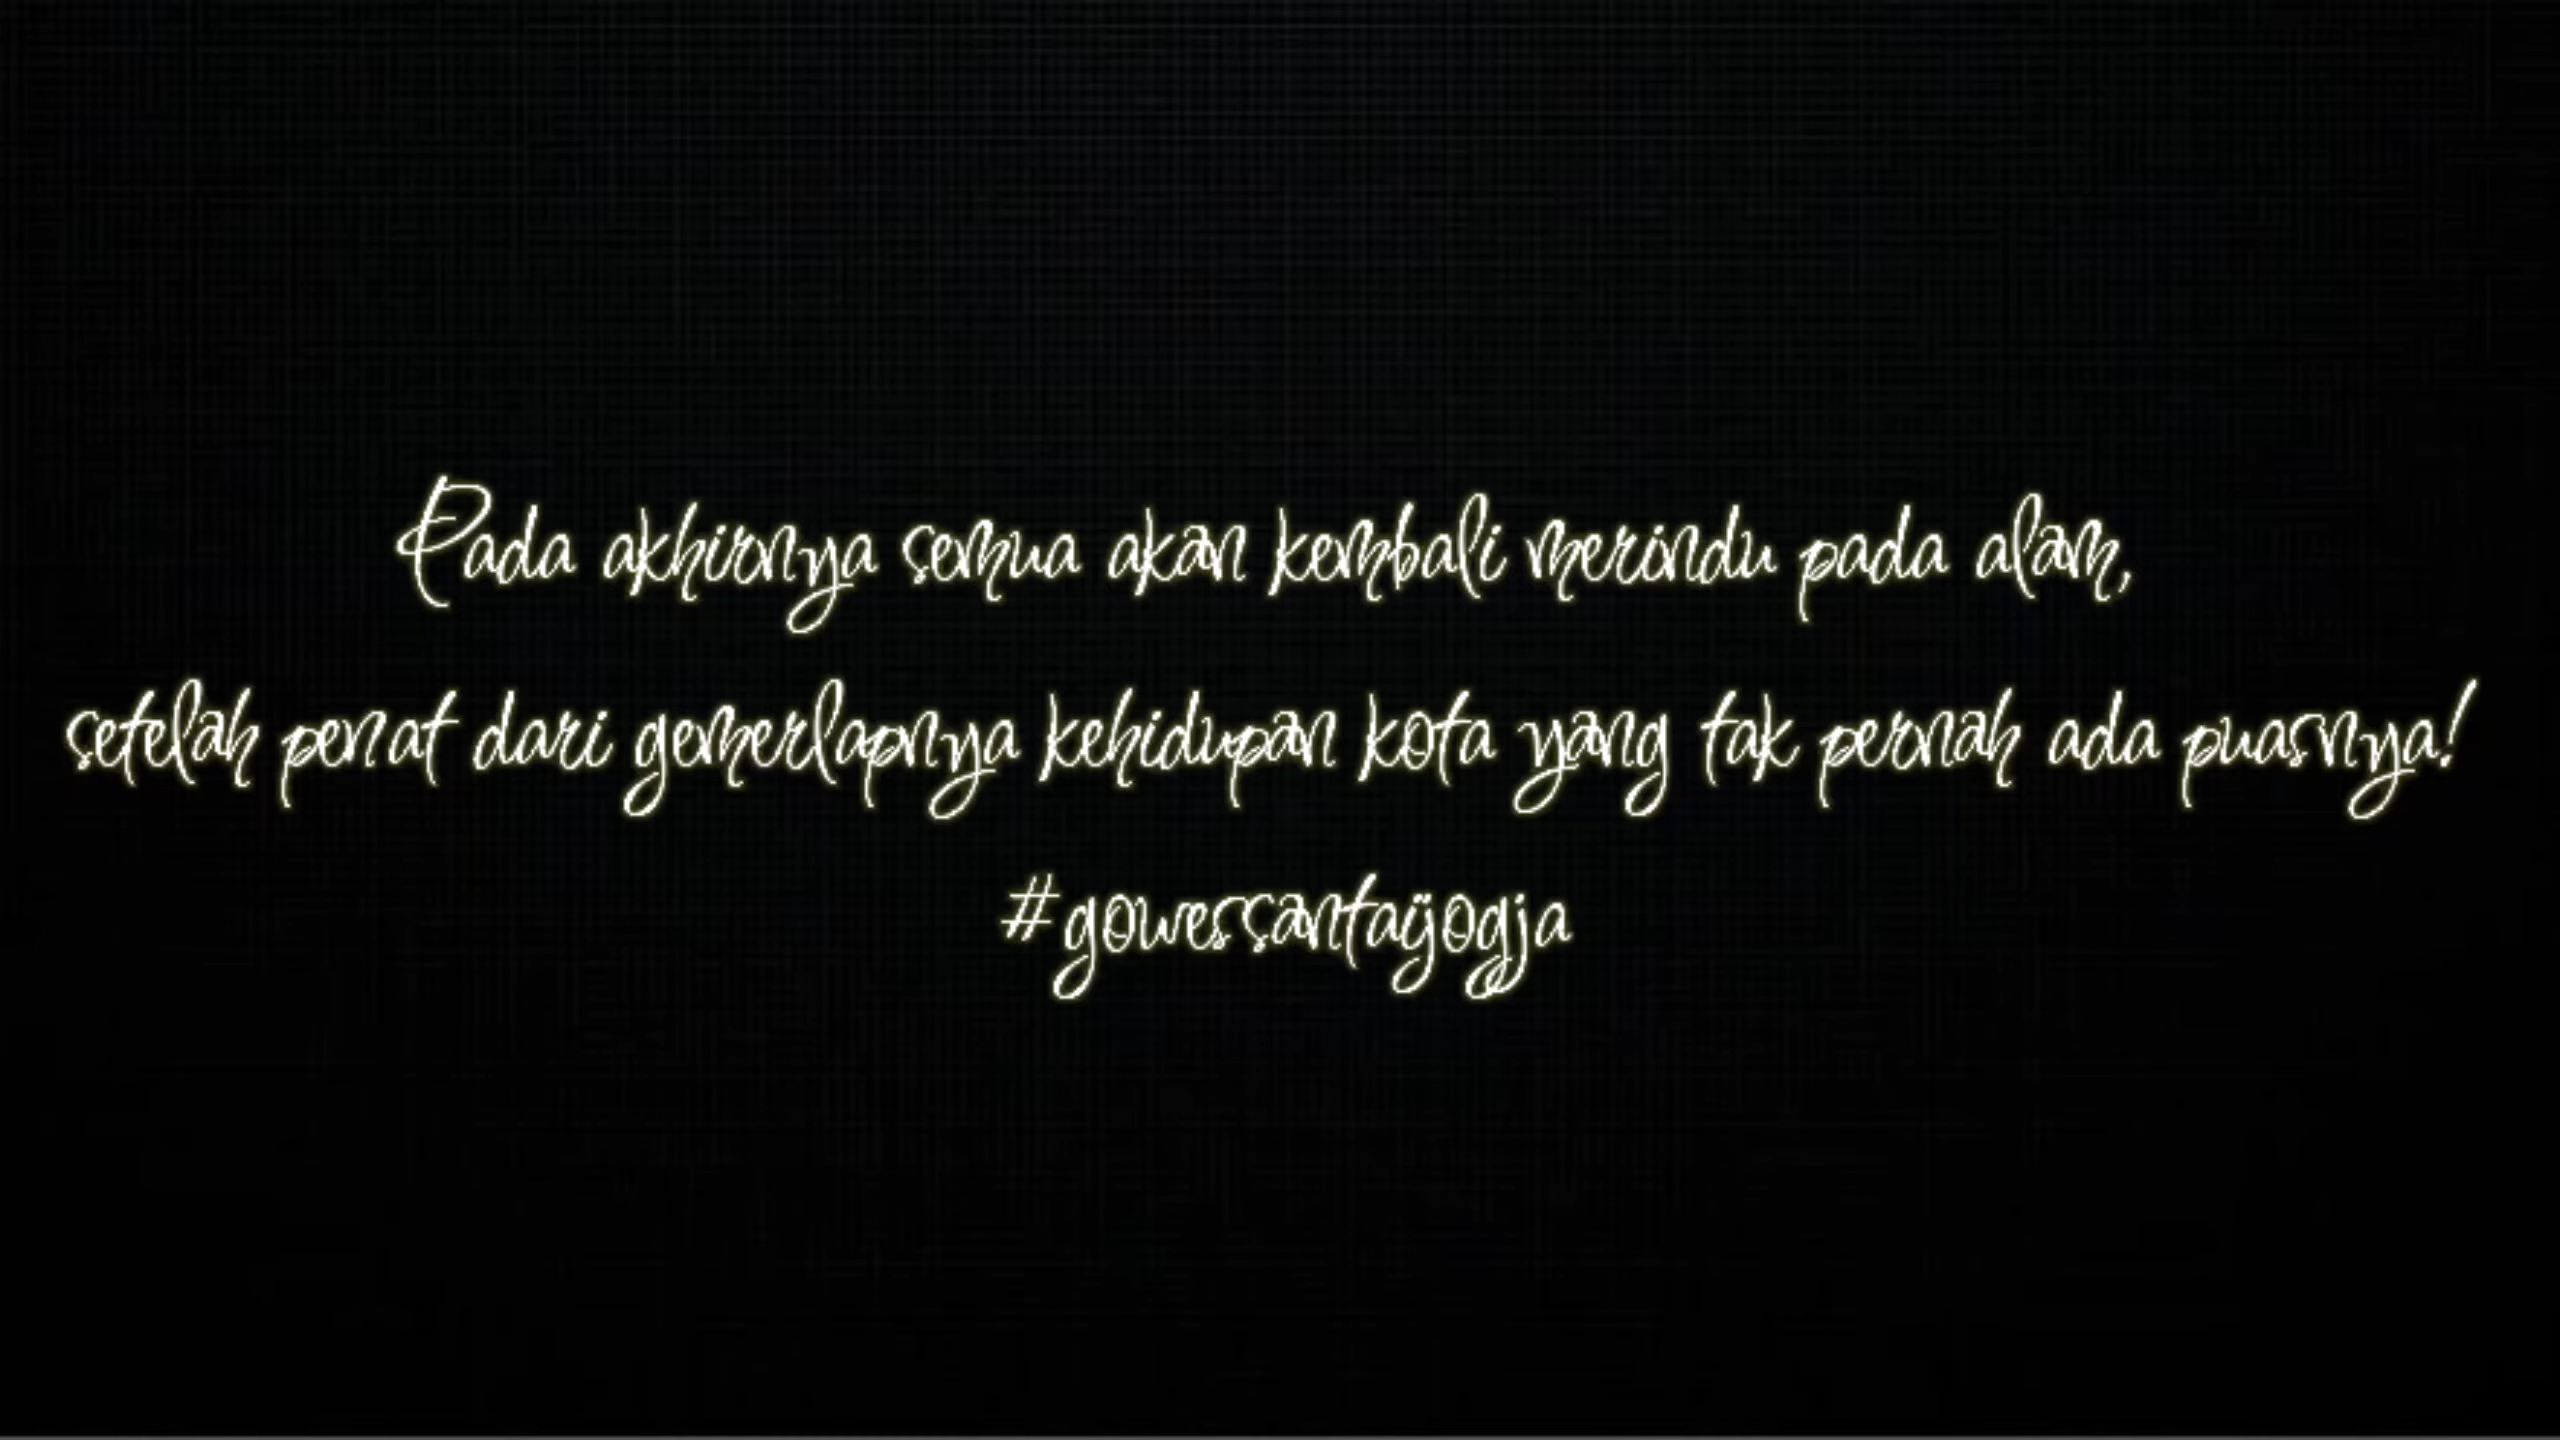 Pada akhirnya semua akan kembali merindu pada alam,
setelah penat dari gemerlapnya kehidupan kota yang tak pernah ada puasnya!
#gowessantaijogja